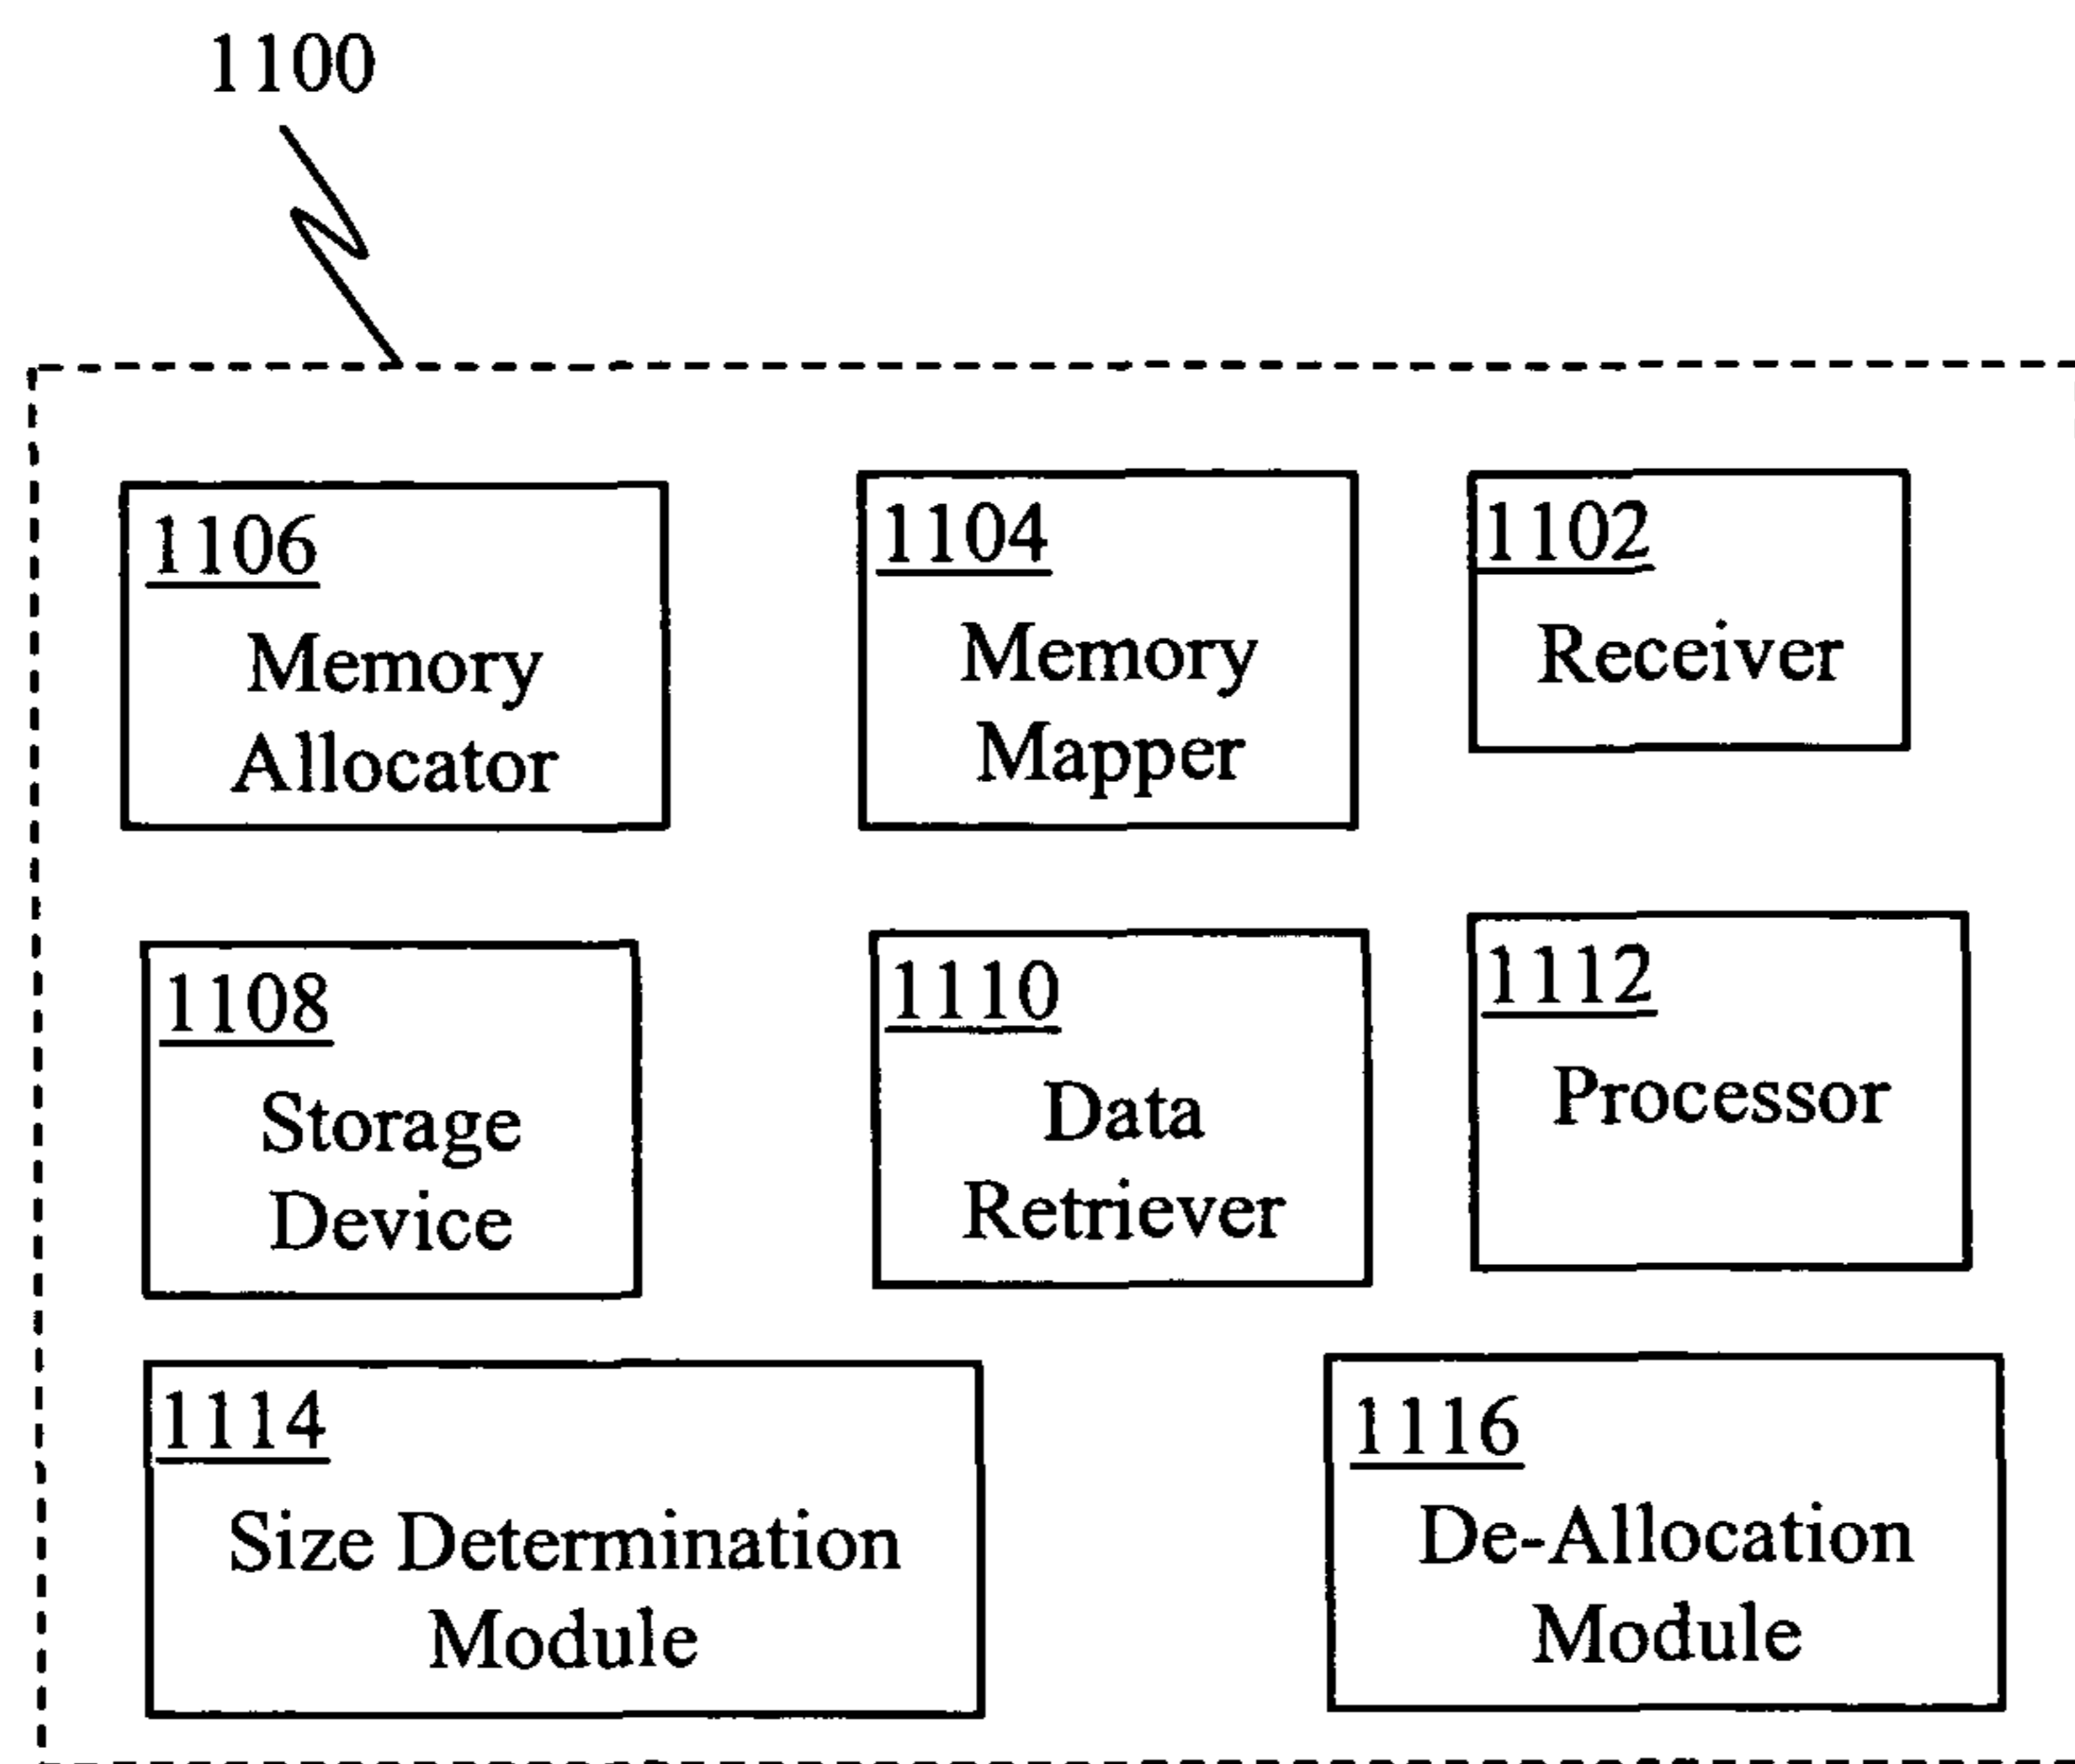 1100
1106
Memory
Allocator
1104
Memory
Mapper
1102
Receiver
1108
Storage
Device
1110
Data
Retriever
1112
Processor
1114
Size Determination
Module
1116
De-Allocation
Module